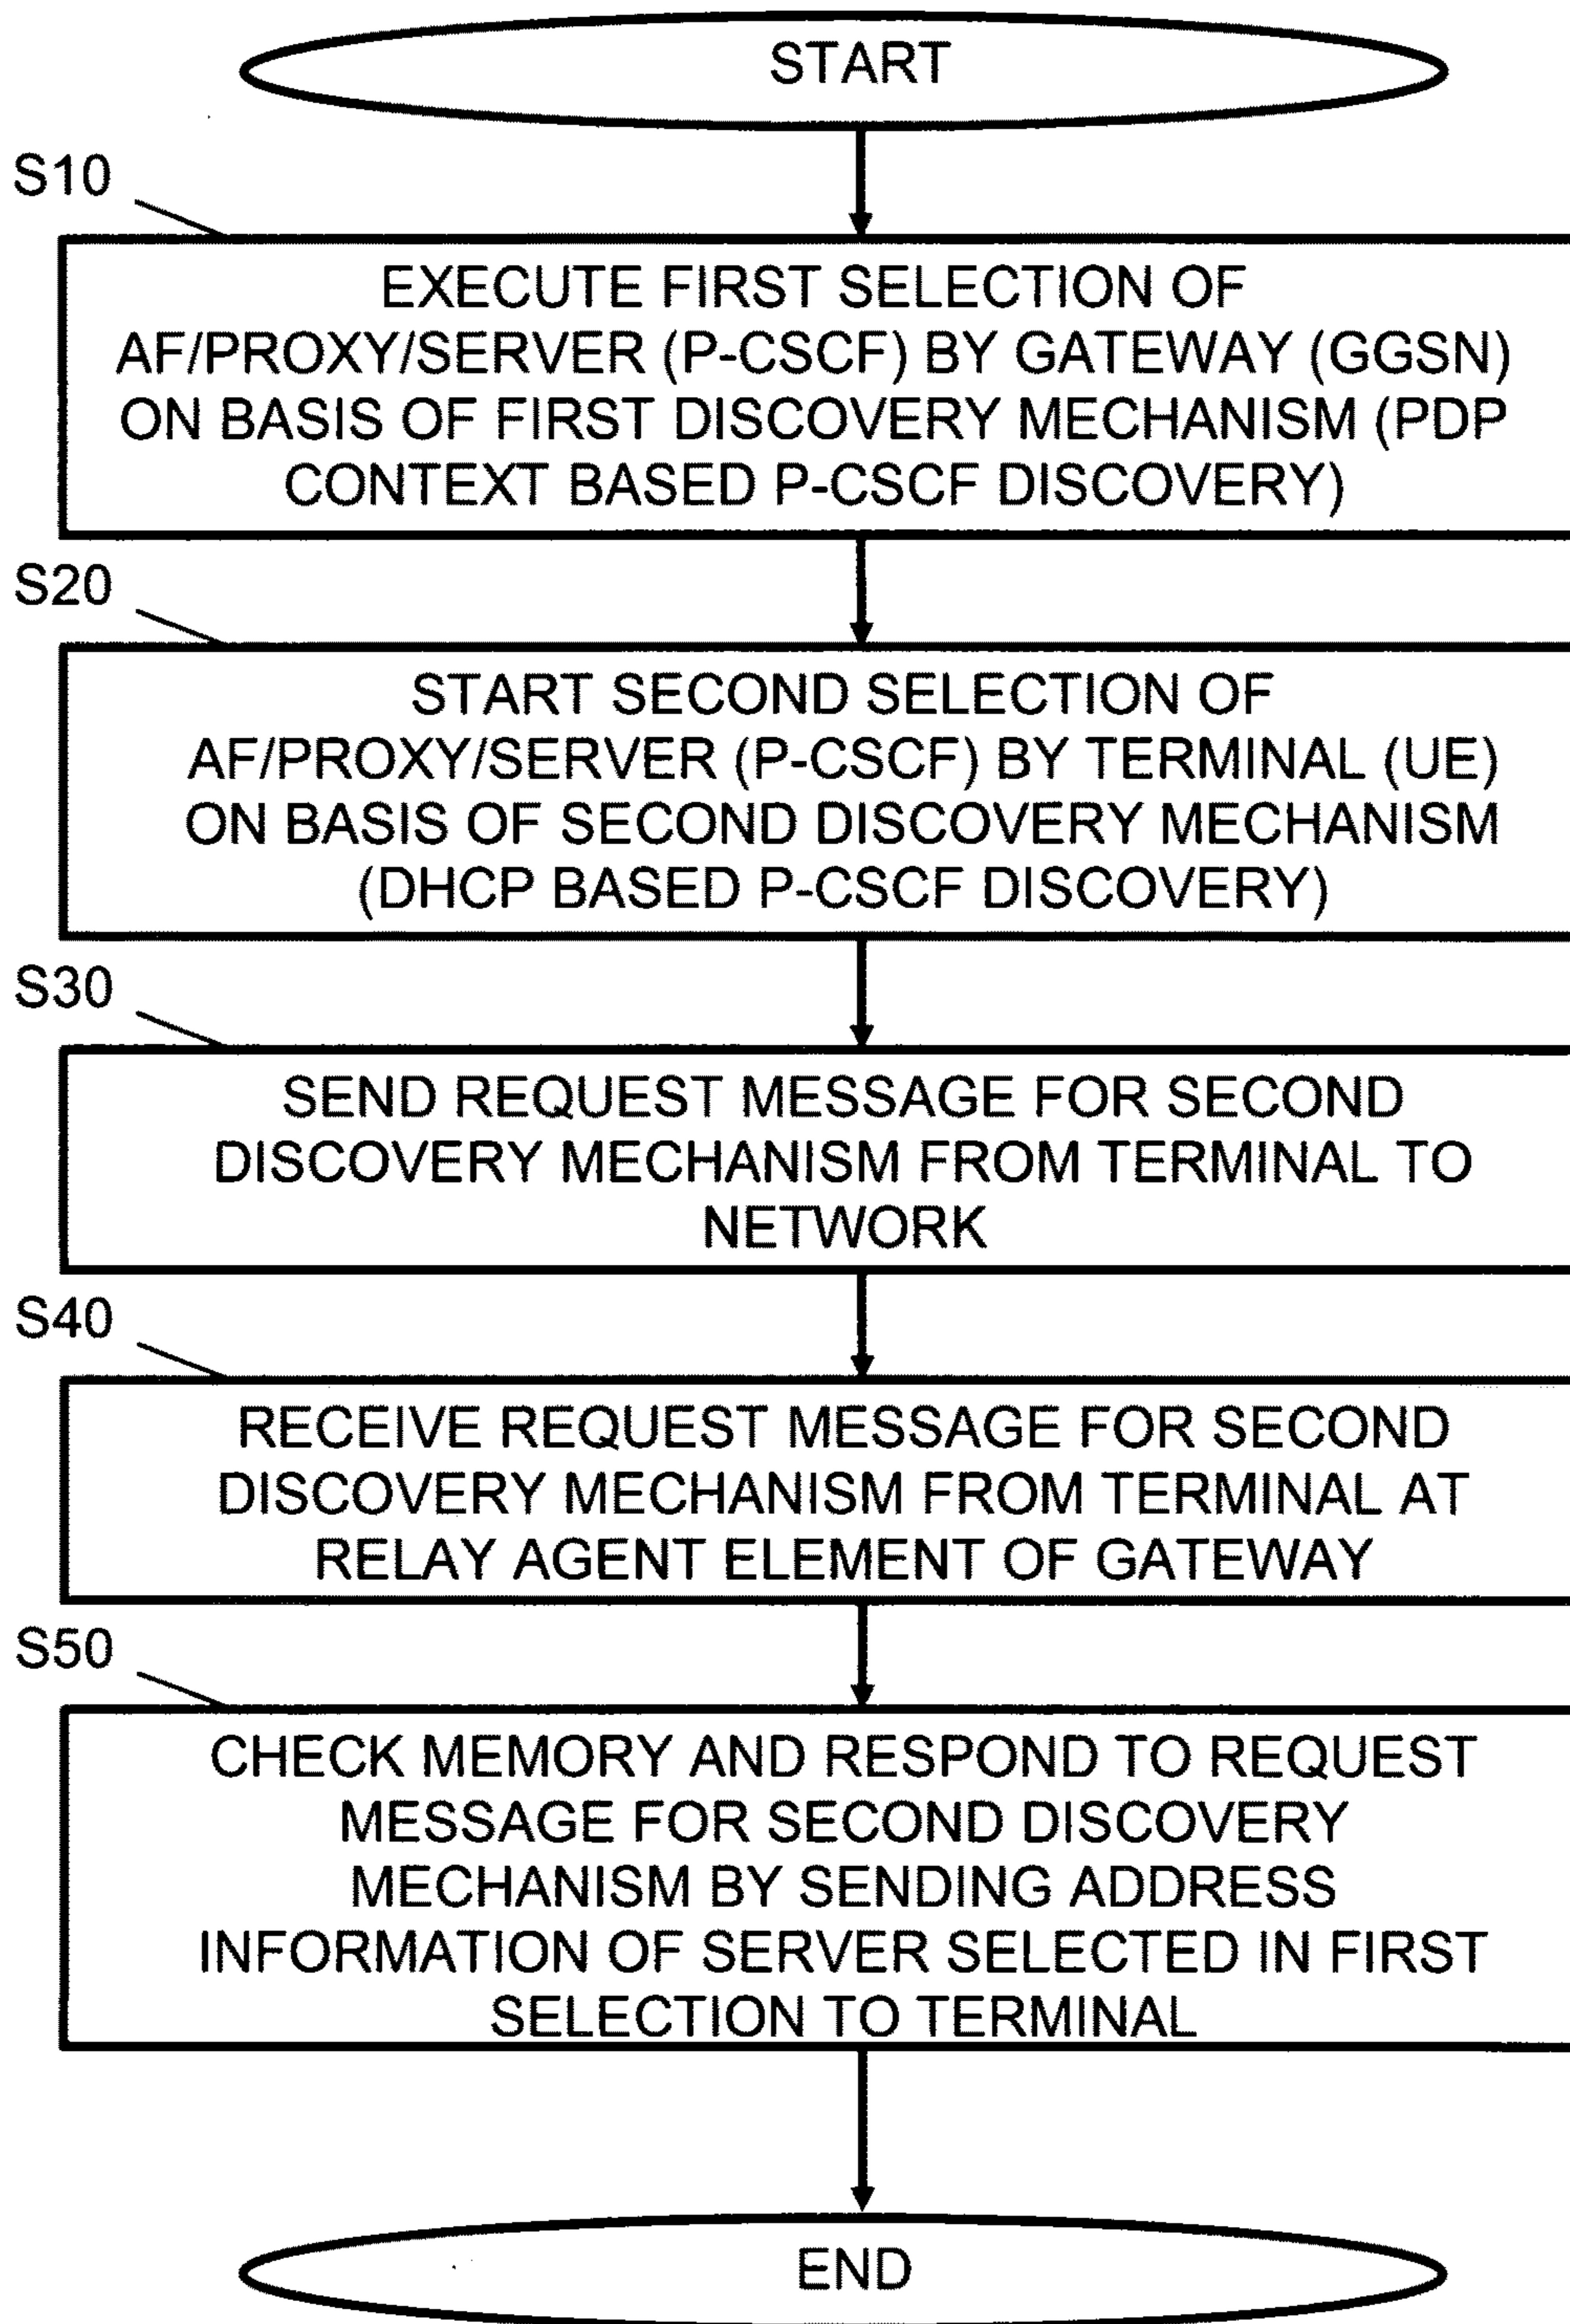 START
S10
EXECUTE FIRST SELECTION OF
AF/PROXY/SERVER (P-CSCF) BY GATEWAY (GGSN)
ON BASIS OF FIRST DISCOVERY MECHANISM (PDP
CONTEXT BASED P-CSCF DISCOVERY)
S20
START SECOND SELECTION OF
AF/PROXY/SERVER (P-CSCF) BY TERMINAL (UE)
ON BASIS OF SECOND DISCOVERY MECHANISM
(DHCP BASED P-CSCF DISCOVERY)
S30
SEND REQUEST MESSAGE FOR SECOND
DISCOVERY MECHANISM FROM TERMINAL TO
NETWORK
S40
RECEIVE REQUEST MESSAGE FOR SECOND
DISCOVERY MECHANISM FROM TERMINAL AT
RELAY AGENT ELEMENT OF GATEWAY
S50
CHECK MEMORY AND RESPOND TO REQUEST
MESSAGE FOR SECOND DISCOVERY
MECHANISM BY SENDING ADDRESS
INFORMATION OF SERVER SELECTED IN FIRST
SELECTION TO TERMINAL
END